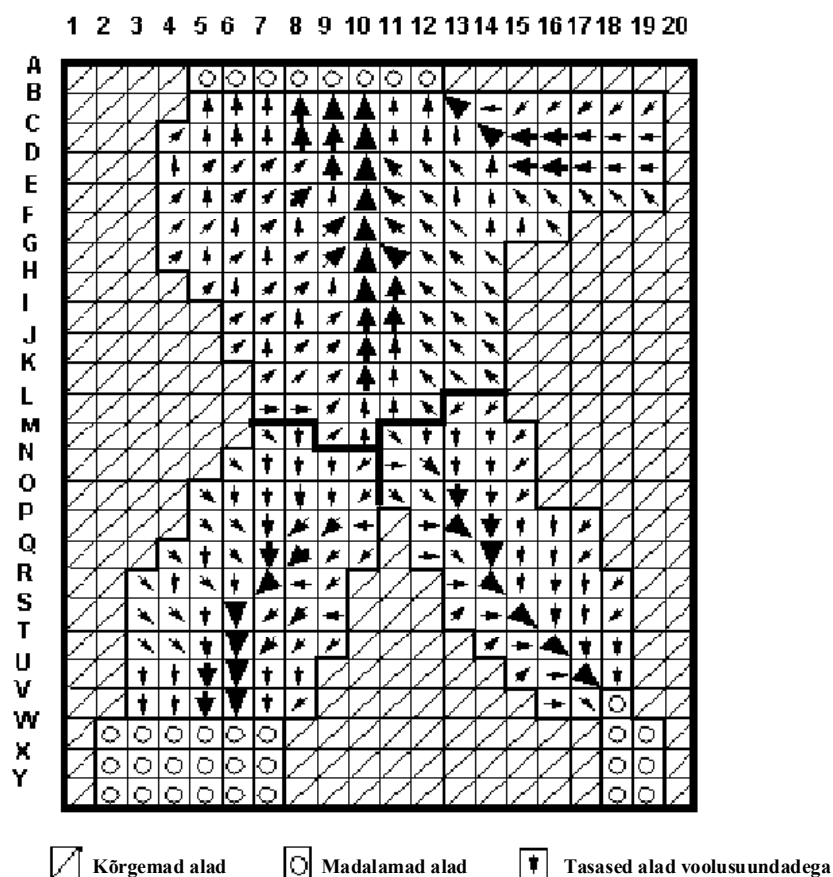 1 2 3 4 5 6 7 8 9 10 11 12 13 14 15 16 17 18 19 20
A
B
C
D
E
F
G
H
I
J
K
L
M
N
O
P
Q
R
S
T
U
V
W
X
Y
Kõrgemad alad Madalamad alad Tasased alad voolusuundadega